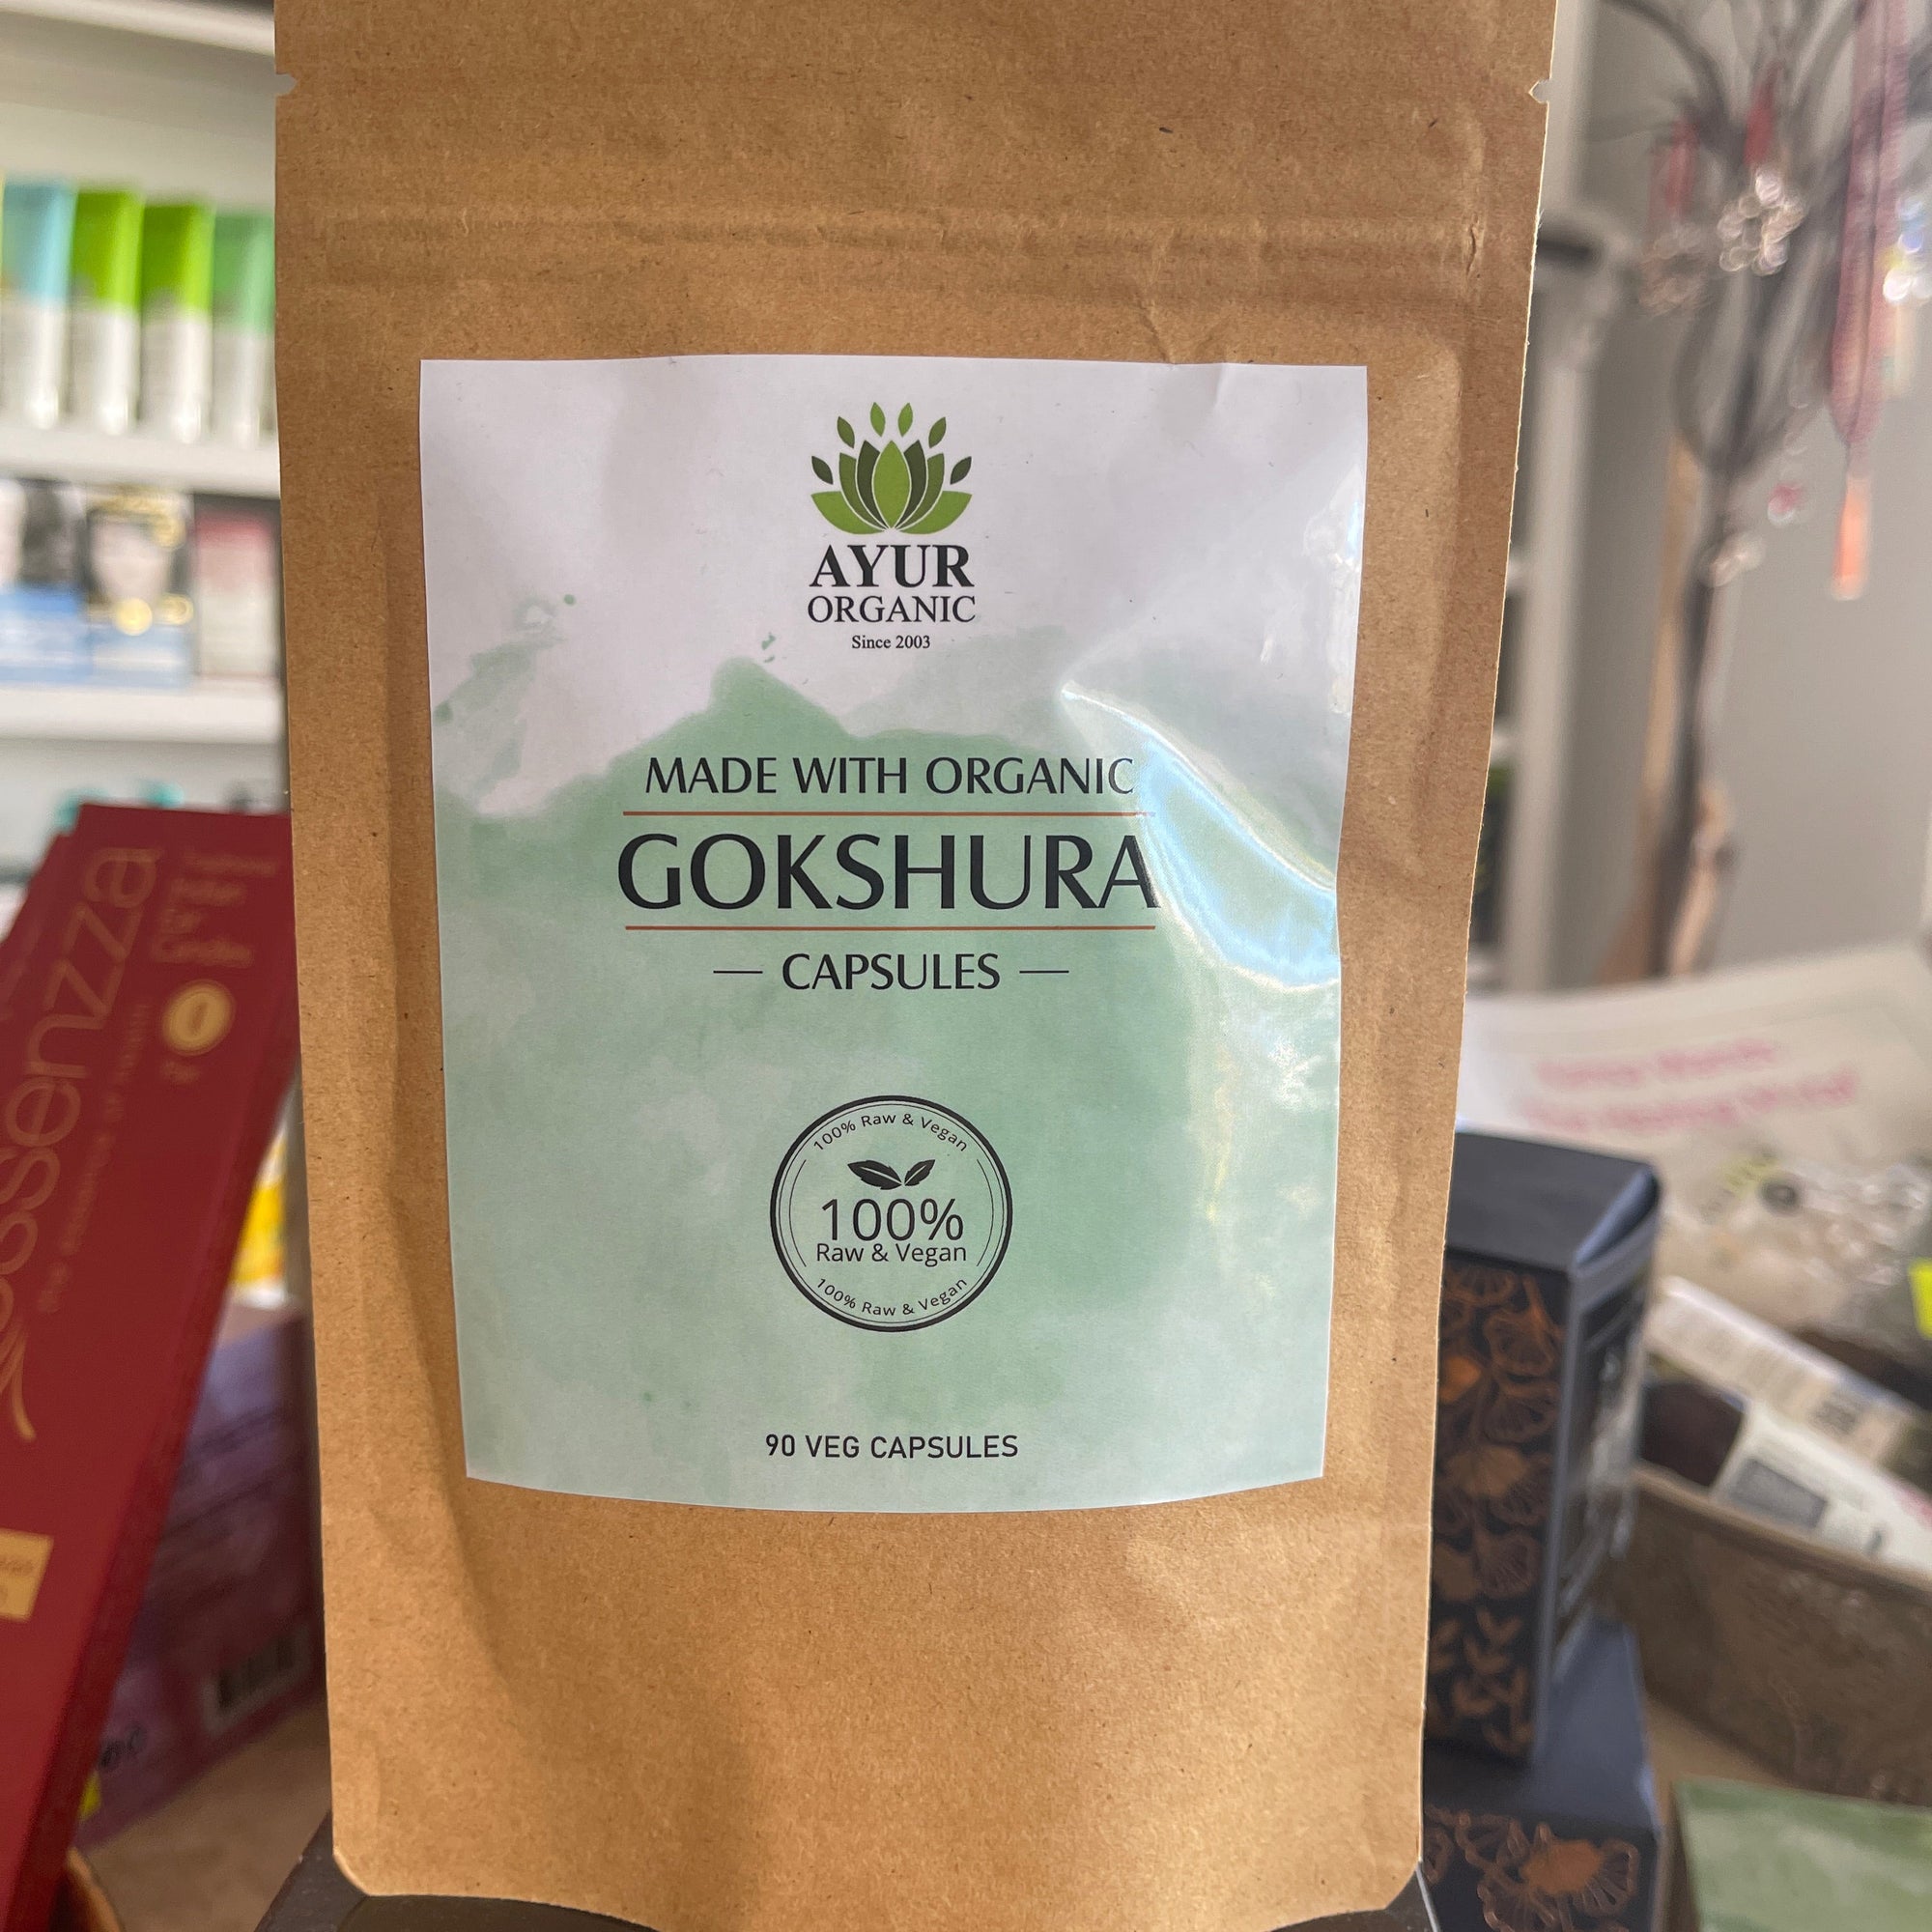 AYUR
ORGANIC
Since 2003
MADE WITH ORGANIC
GOKSHURA
— CAPSULES —
100% Raw & Vegan
100%
Raw & Vegan
100% Raw & Vegan
90 VEG CAPSULES
essenzza